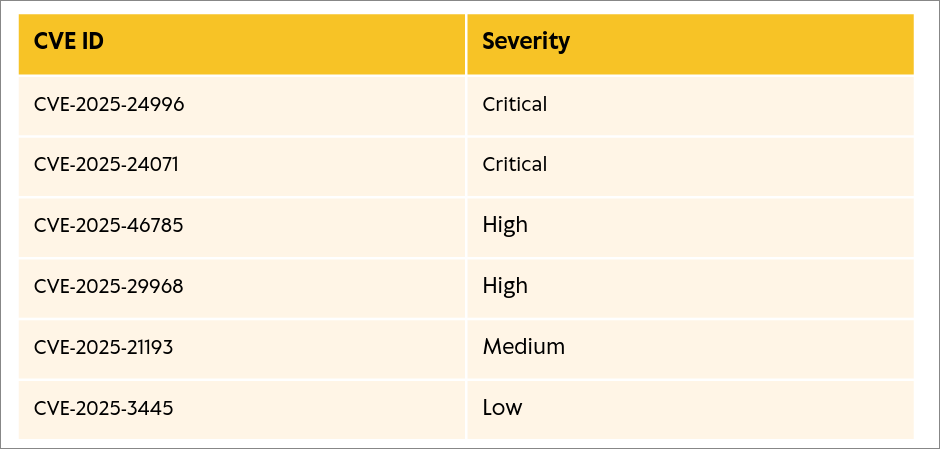 CVE ID Severity
CVE-2025-24996 Critical
CVE-2025-24071 Critical
CVE-2025-46785 High
CVE-2025-29968 High
CVE-2025-21193 Medium
CVE-2025-3445 Low